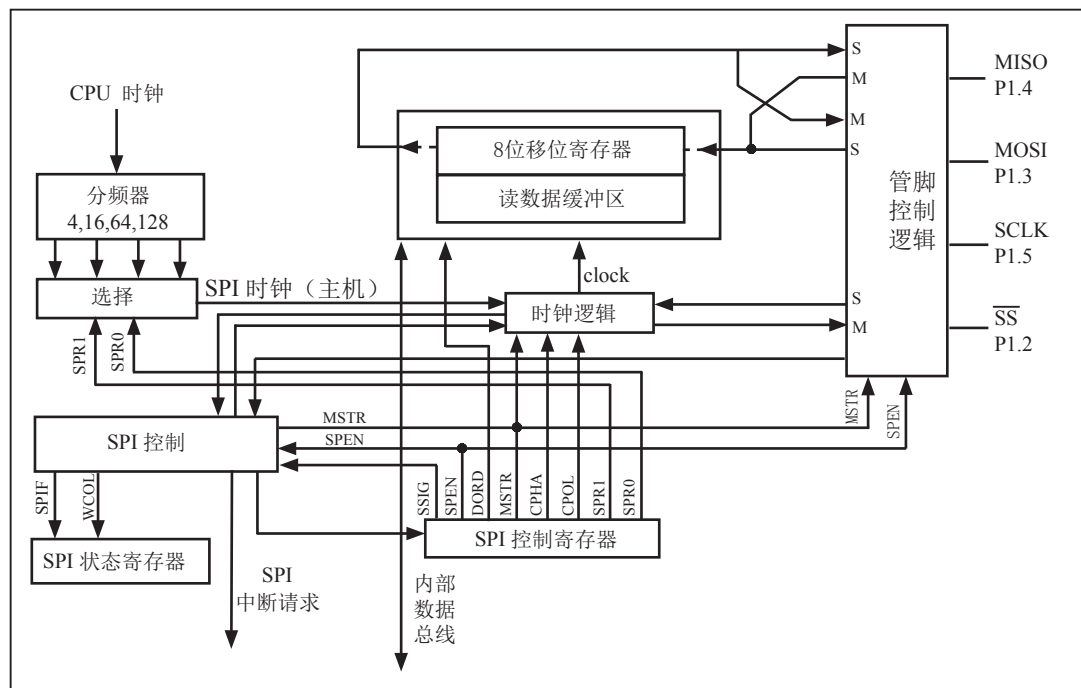 S
MISO
P1.4
CPU 时钟
M
M
8位移位寄存器
S
MOSI
P1.3
分频器
4,16,64,128
读数据缓冲区
管脚
控制
逻辑
SCLK
P1.5
clock
选择
SPI 时钟（主机）
时钟逻辑
S
M
SS
P1.2
SPR1
SPR0
MSTR
SPEN
SPI 控制
MSTR
SPEN
SPIF
WCOL
SSIG
SPEN
DORD
MSTR
CPHA
CPOL
SPR1
SPR0
SPI 控制寄存器
SPI 状态寄存器
SPI
中断请求
内部
数据
总线